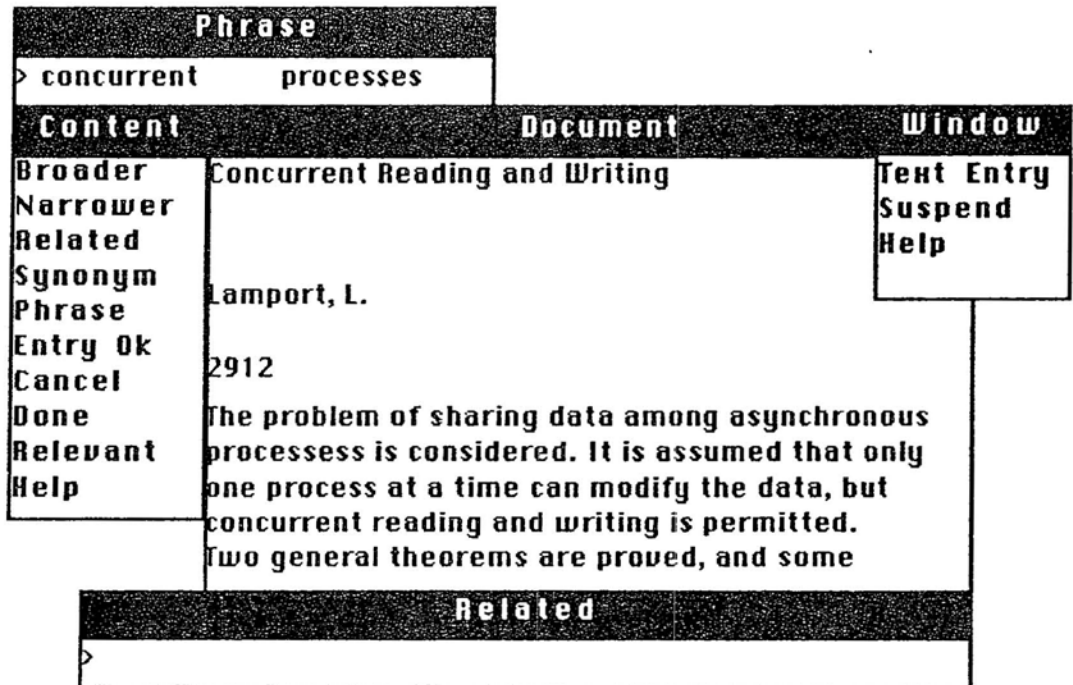 Phrase
> concurrent processes
Content
Broader
Narrower
Related
Synonym
Phrase
Entry Ok
Cancel
Done
Relevant
Help
Document
Concurrent Reading and Writing
Lamport, L.
2912
The problem of sharing data among asynchronous
processess is considered. It is assumed that only
one process at a time can modify the data, but
concurrent reading and writing is permitted.
Two general theorems are proved, and some
Window
Text Entry
Suspend
Help
Related
>